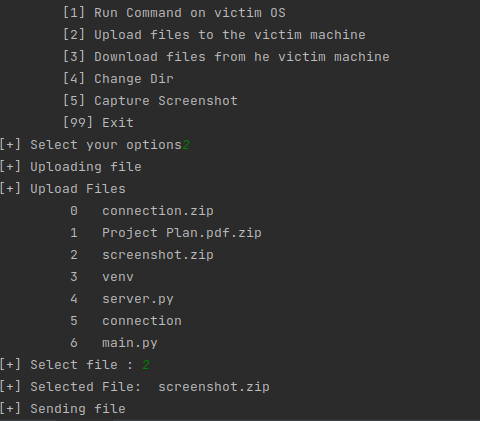 [1] Run Command on victim OS
[2] Upload files to the victim machine
[3] Download files from he victim machine
[4] Change Dir
[5] Capture Screenshot
[99] Exit
[+] Select your options2
[+] Uploading file
[+] Upload Files
0 connection.zip
1 Project Plan.pdf.zip
2 screenshot.zip
3 venv
4 server.py
5 connection
6 main.py
[+] Select file : 2
[+] Selected File:  screenshot.zip
[+] Sending file